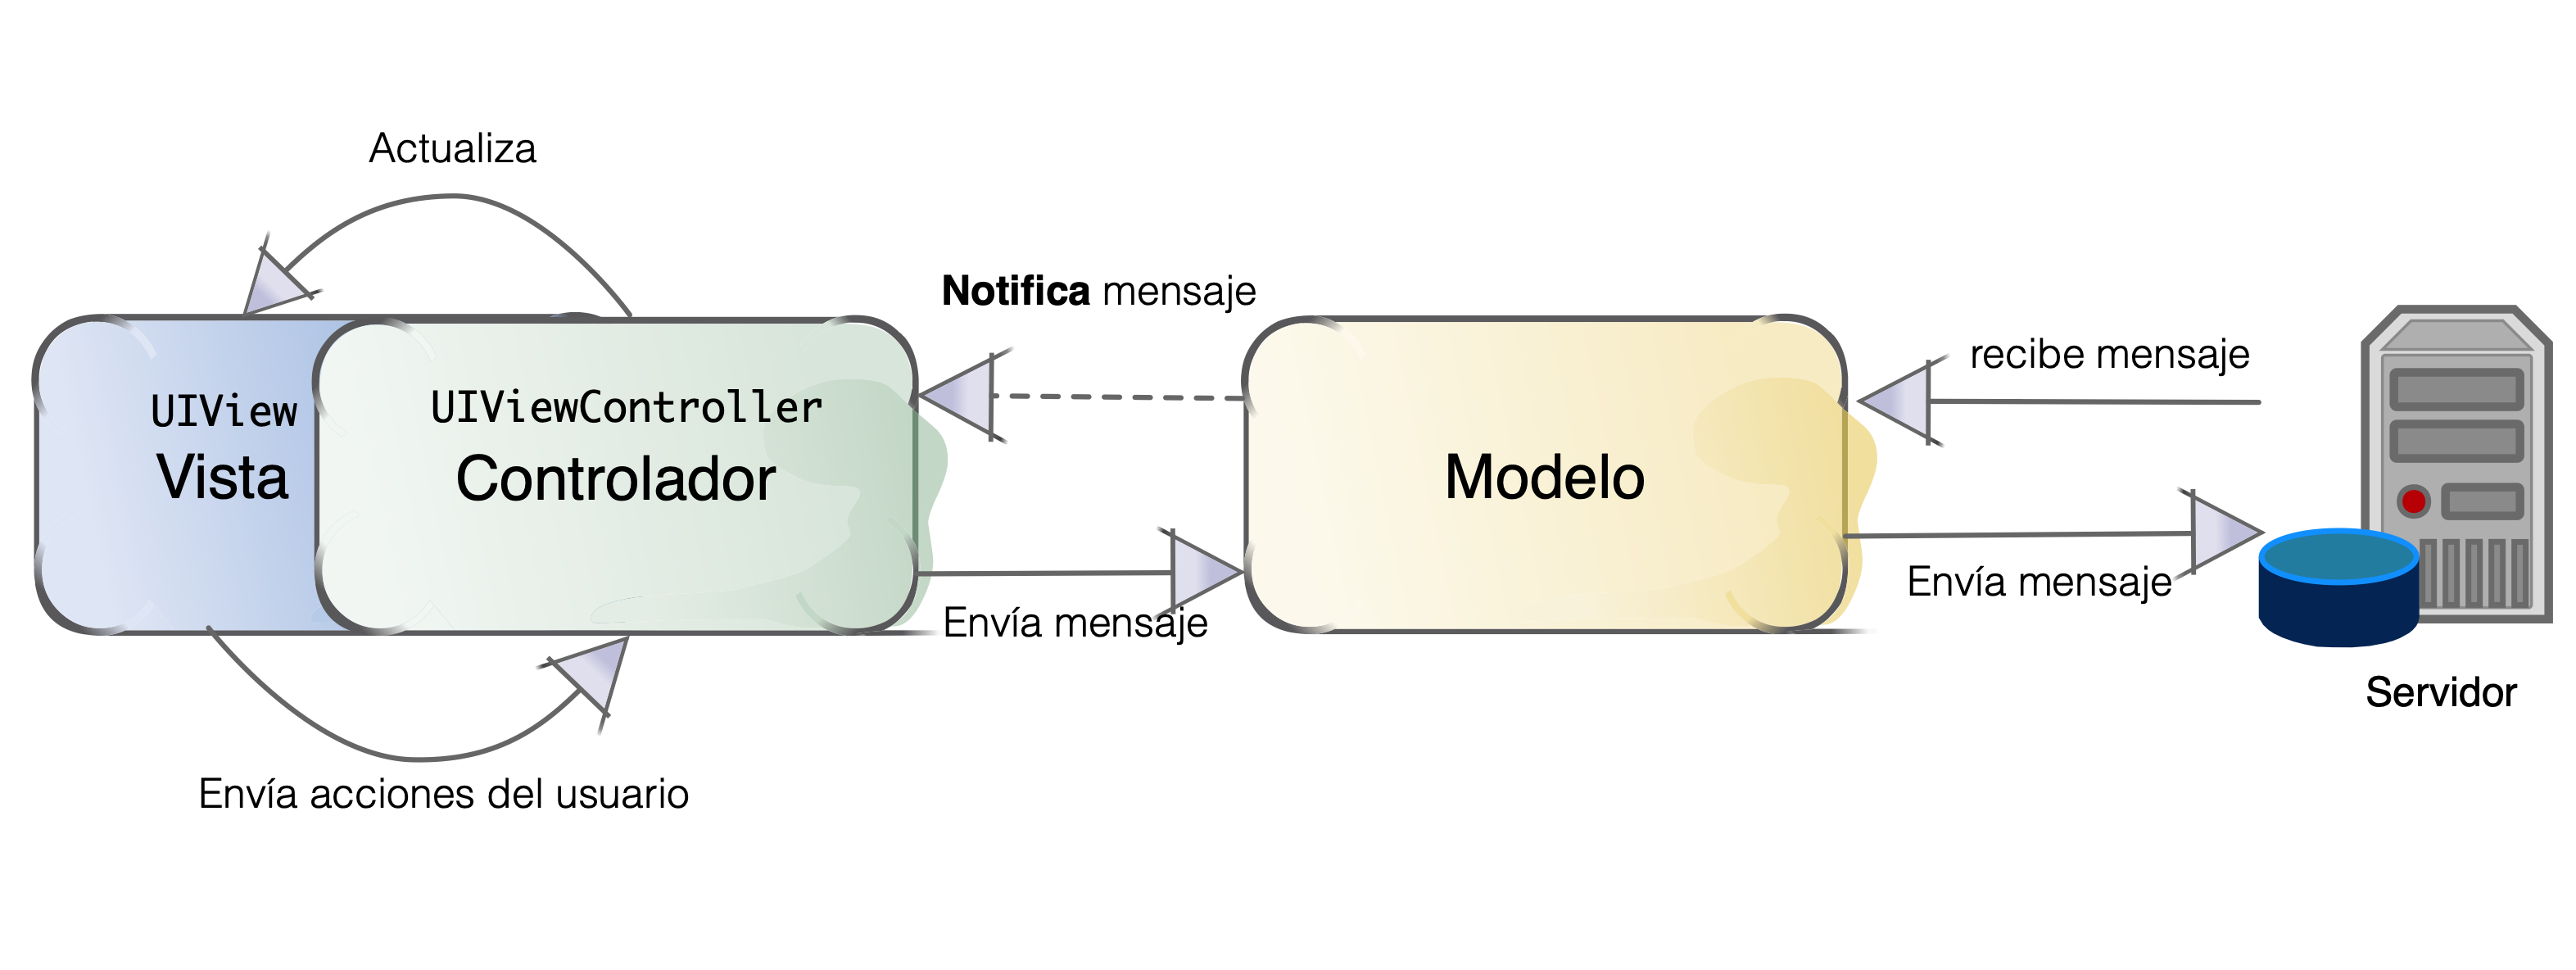 Actualiza
Notifica mensaje
recibe mensaje
UIView
Vista
UIViewController
Controlador
Modelo
Envía mensaje
Envía mensaje
Servidor
Envía acciones del usuario